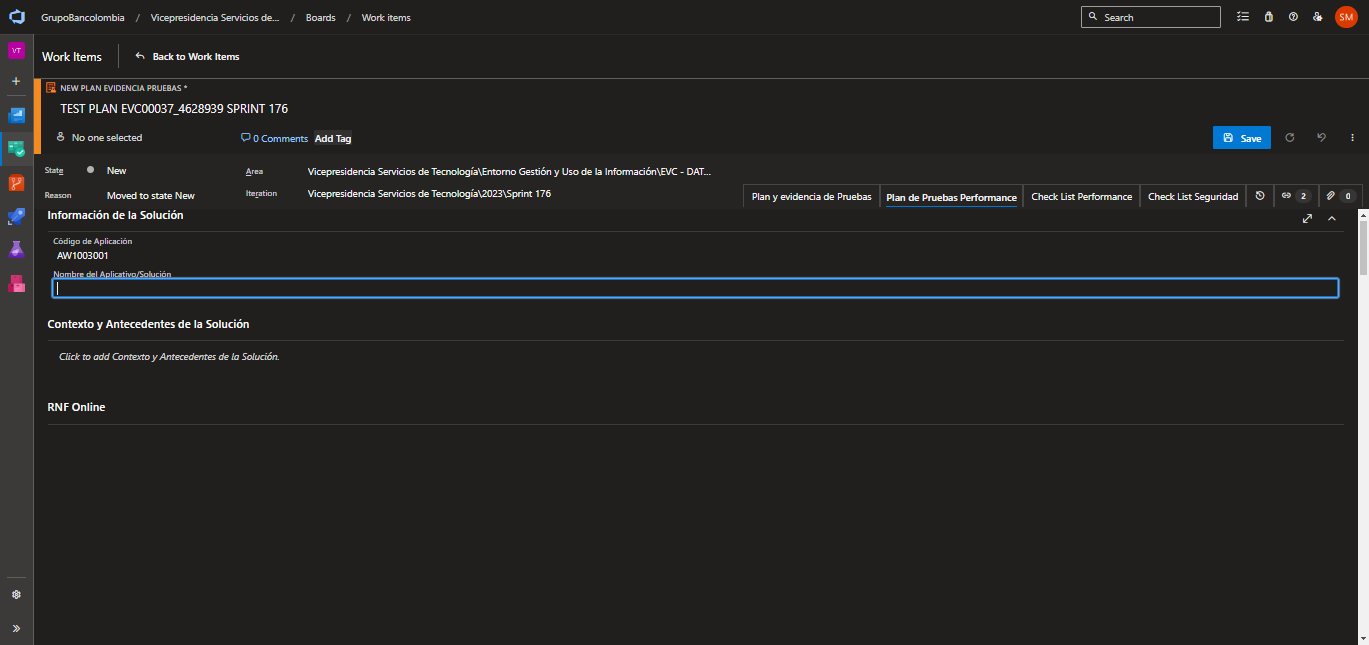 GrupoBancolombia / Vicepresidencia Servicios de... / Boards / Work items
Search
SM
VT
Work Items
Back to Work Items
NEW PLAN EVIDENCIA PRUEBAS *
TEST PLAN EVC00037_4628939 SPRINT 176
No one selected
0 Comments
Add Tag
Save
State
New
Area
Vicepresidencia Servicios de Tecnología\Entorno Gestión y Uso de la Información\EVC - DAT...
Reason
Moved to state New
Iteration
Vicepresidencia Servicios de Tecnología\2023\Sprint 176
Plan y evidencia de Pruebas
Plan de Pruebas Performance
Check List Performance
Check List Seguridad
2
0
Información de la Solución
Código de Aplicación
AW1003001
Nombre del Aplicativo/Solución
Contexto y Antecedentes de la Solución
Click to add Contexto y Antecedentes de la Solución.
RNF Online